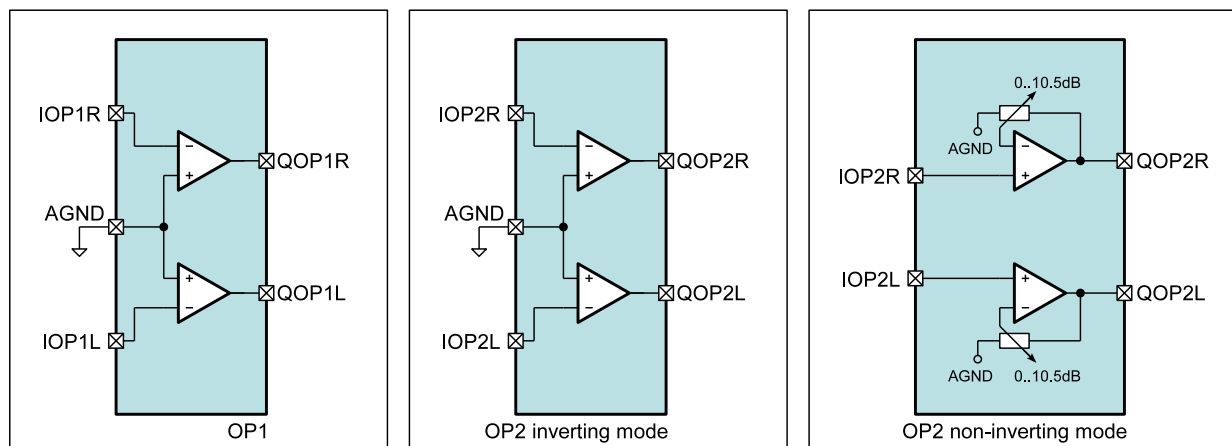 IOP1R
QOP1R
AGND
QOP1L
IOP1L
OP1
IOP2R
QOP2R
AGND
QOP2L
IOP2L
OP2 inverting mode
0..10.5dB
AGND
QOP2R
IOP2R
IOP2L
QOP2L
AGND
0..10.5dB
OP2 non-inverting mode